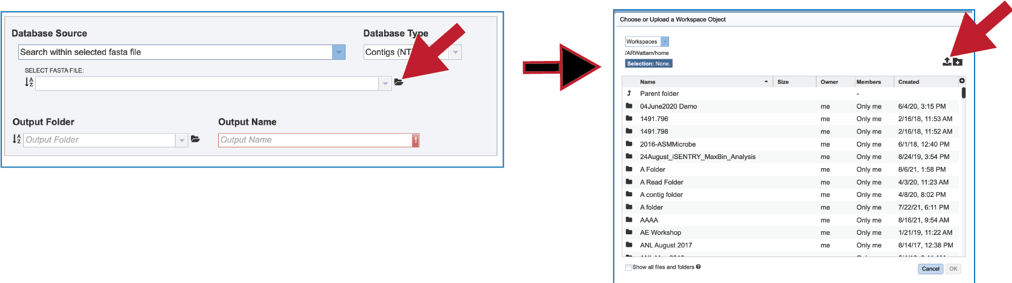 Database Source
Database Type
Search within selected fasta file
Contigs (NT
SELECT FASTA FILE:
Output Folder
Output Name
Output Folder
Output Name
Choose or Upload a Workspace Object
Workspaces
/ARWattam/home
Selection: None.
Name Size Owner Members Created
Parent folder -
04June2020 Demo me Only me 6/4/20, 3:15 PM
1491.796 me Only me 2/16/18, 11:53 AM
1491.798 me Only me 2/16/18, 11:52 AM
2016-ASMMicrobe me Only me 6/1/18, 12:40 PM
24August_iSENTRY_MaxBin_Analysis me Only me 8/24/19, 3:54 PM
A Folder me Only me 8/6/21, 1:58 PM
A Read Folder me Only me 4/3/20, 11:23 AM
A contig folder me Only me 4/8/20, 8:02 PM
A folder me Only me 7/22/21, 6:11 PM
AAAA me Only me 8/16/21, 9:54 AM
AE Workshop me Only me 1/21/19, 11:22 AM
ANL August 2017 me Only me 8/14/17, 12:38 PM
Show all files and folders
Cancel OK